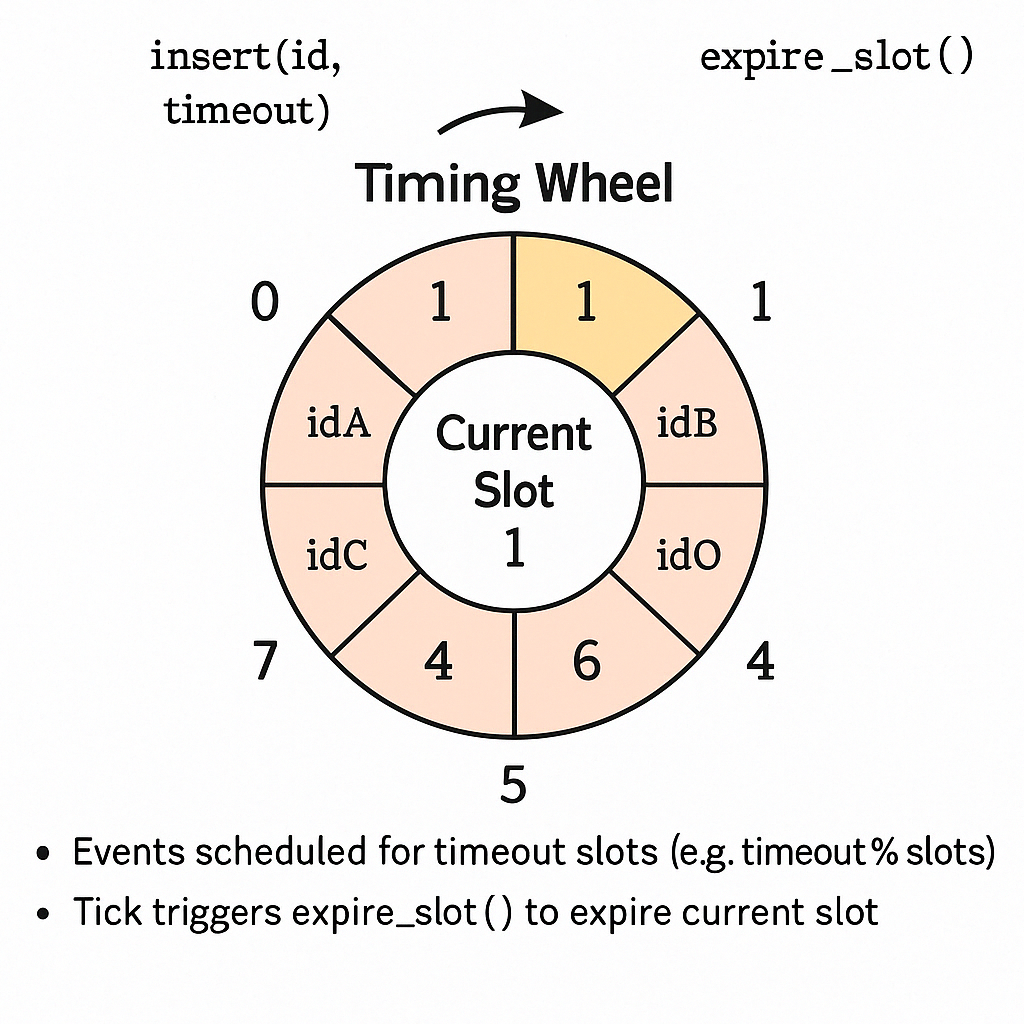 insert(id,
timeout)
expire_slot()
Timing Wheel
0
1
1
1
idA
idB
Current
Slot
1
idC
idO
7
4
6
4
5
• Events scheduled for timeout slots (e.g. timeout % slots)
• Tick triggers expire_slot() to expire current slot